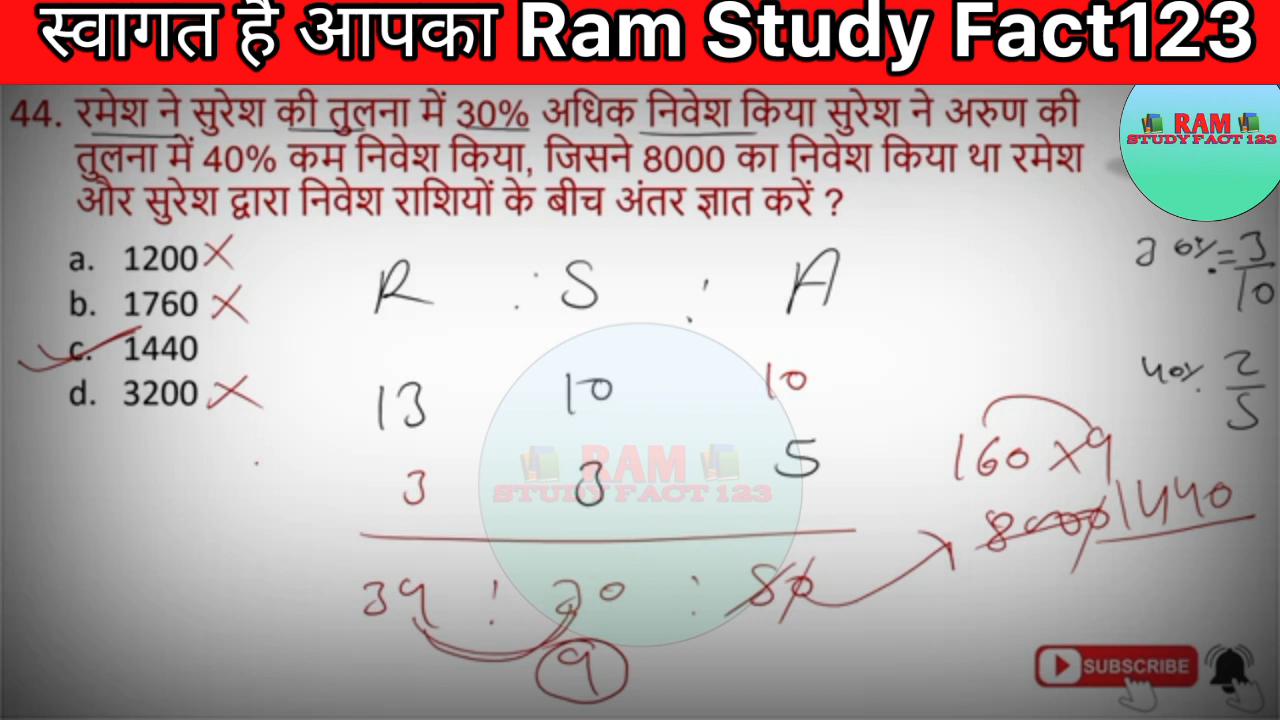 स्वागत है आपका Ram Study Fact123
44. रमेश ने सुरेश की तुलना में 30% अधिक निवेश किया सुरेश ने अरुण की
तुलना में 40% कम निवेश किया, जिसने 8000 का निवेश किया था रमेश
और सुरेश द्वारा निवेश राशियों के बीच अंतर ज्ञात करें ?
RAM
STUDY FACT 123
a. 1200
b. 1760
c. 1440
d. 3200
R : S : A
13 10 10
3 3 5
39 : 30 : 50
9
30% = 3/10
40% 2/5
160 x 9
8000 1440
RAM
STUDY FACT 123
SUBSCRIBE